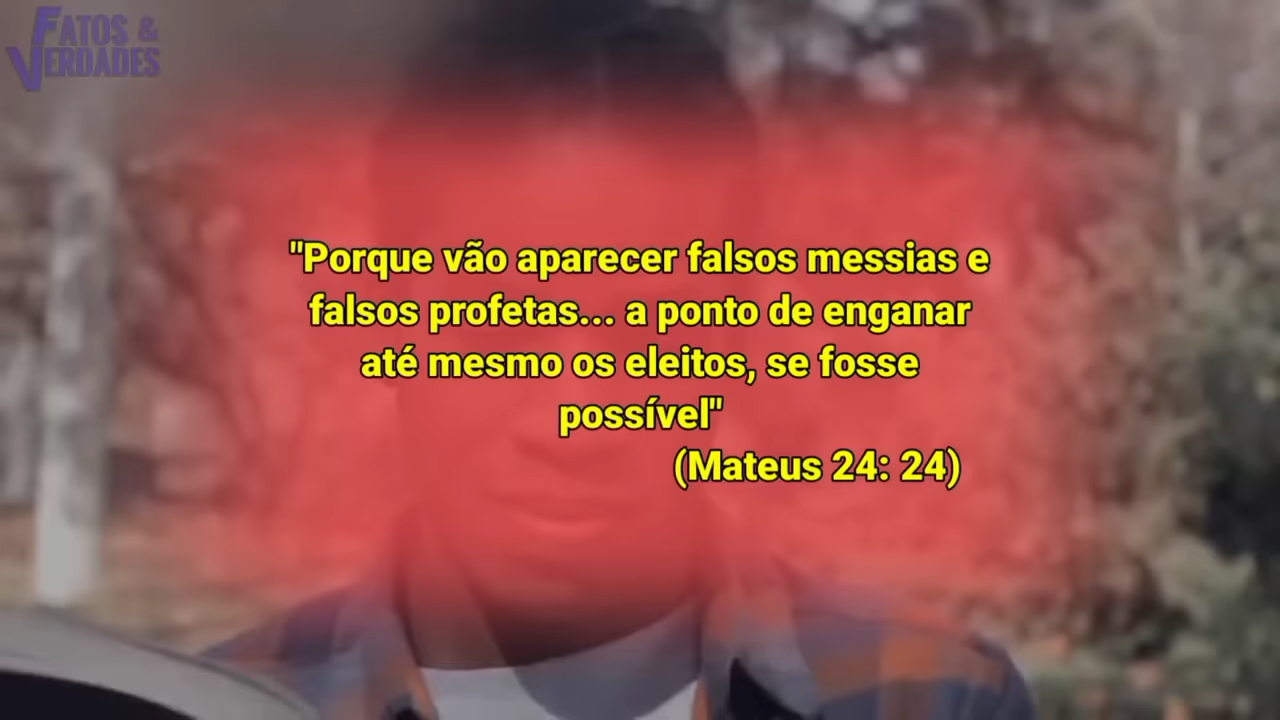 FATOS &
VERDADES
"Porque vão aparecer falsos messias e
falsos profetas... a ponto de enganar
até mesmo os eleitos, se fosse
possível"
(Mateus 24: 24)